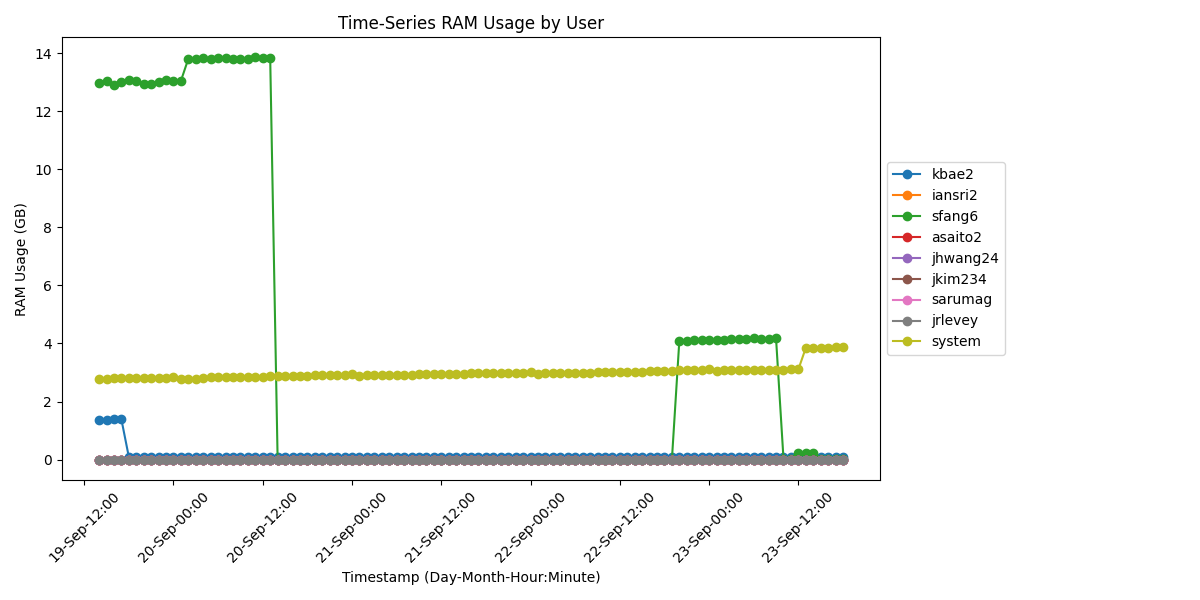 Time-Series RAM Usage by User
RAM Usage (GB)
14
12
10
8
6
4
2
0
19-Sep-12:00
20-Sep-00:00
20-Sep-12:00
21-Sep-00:00
21-Sep-12:00
22-Sep-00:00
22-Sep-12:00
23-Sep-00:00
23-Sep-12:00
Timestamp (Day-Month-Hour:Minute)
kbae2
iansri2
sfang6
asaito2
jhwang24
jkim234
sarumag
jrlevey
system